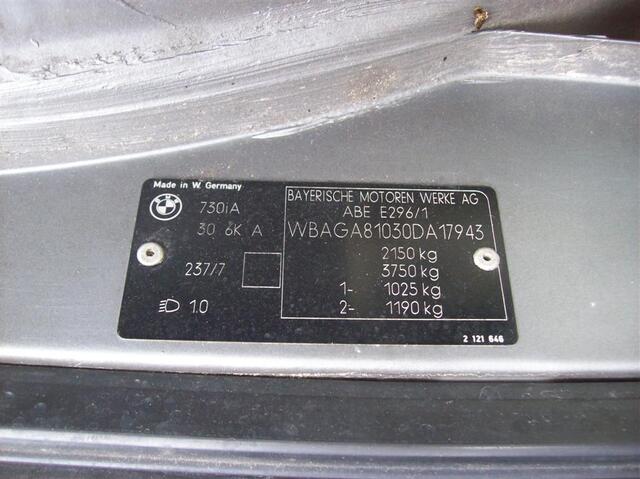 Made in W. Germany
BMW
730iA
30 6K A
237/7
1.0
BAYERISCHE MOTOREN WERKE AG
ABE E296/1
WBAGA81030DA17943
2150 kg
3750 kg
1- 1025 kg
2- 1190 kg
2 121 646